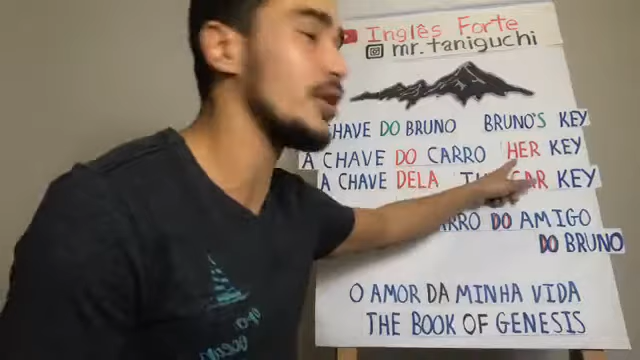 Inglês Forte
mr.taniguchi
CHAVE DO BRUNO BRUNO'S KEY
A CHAVE DO CARRO HER KEY
A CHAVE DELA CAR KEY
CARRO DO AMIGO
DO BRUNO
O AMOR DA MINHA VIDA
THE BOOK OF GENESIS